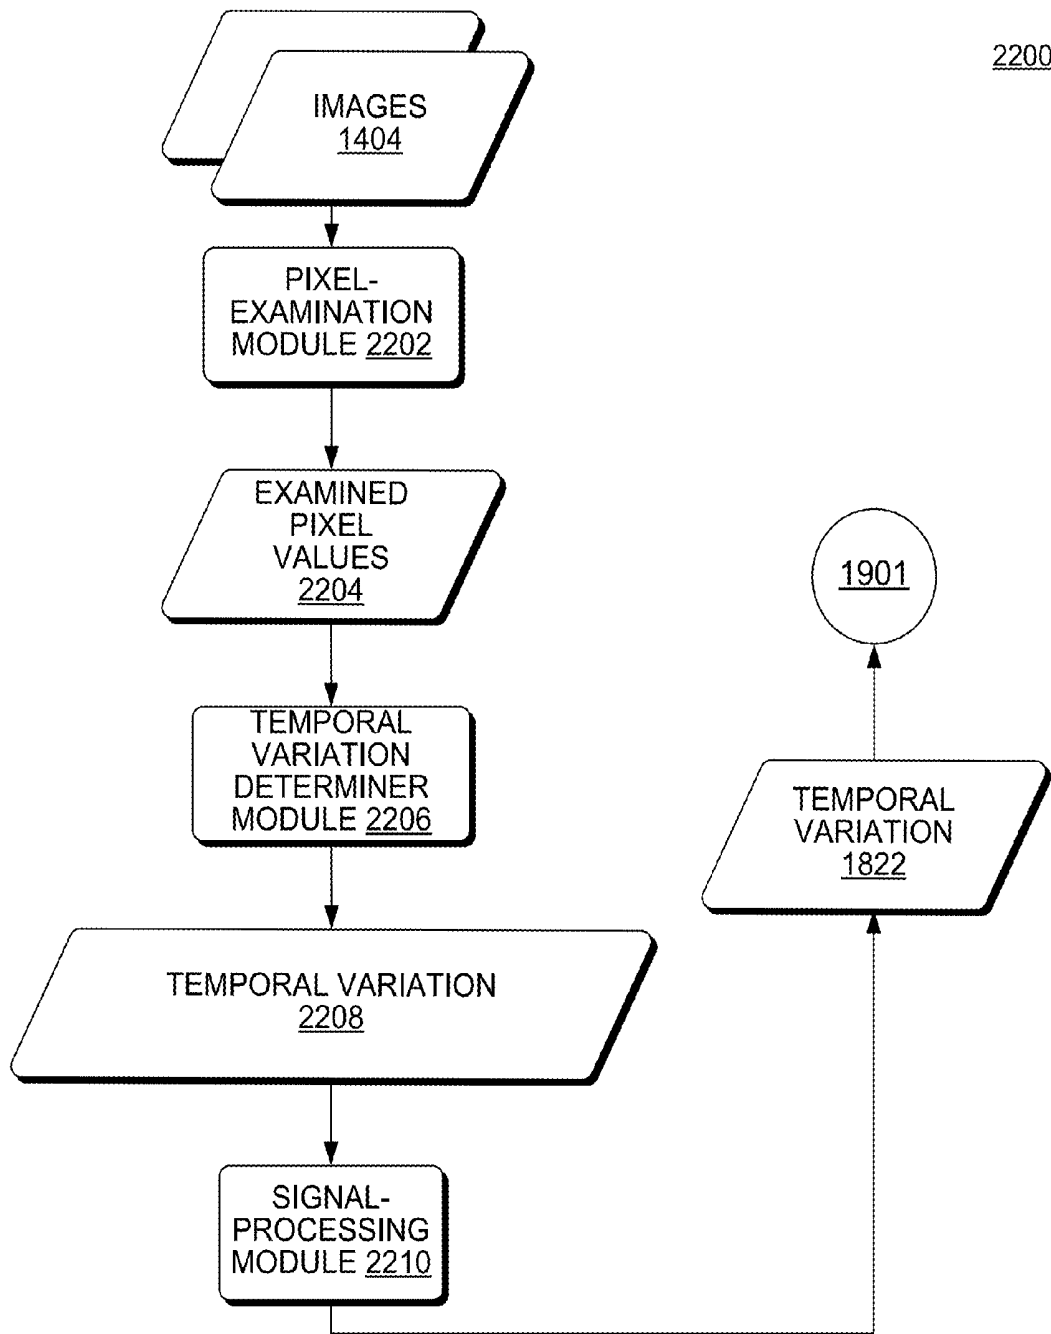 2200
IMAGES
1404
PIXEL-
EXAMINATION
MODULE 2202
EXAMINED
PIXEL
VALUES
2204
TEMPORAL
VARIATION
DETERMINER
MODULE 2206
TEMPORAL VARIATION
2208
SIGNAL-
PROCESSING
MODULE 2210
TEMPORAL
VARIATION
1822
1901